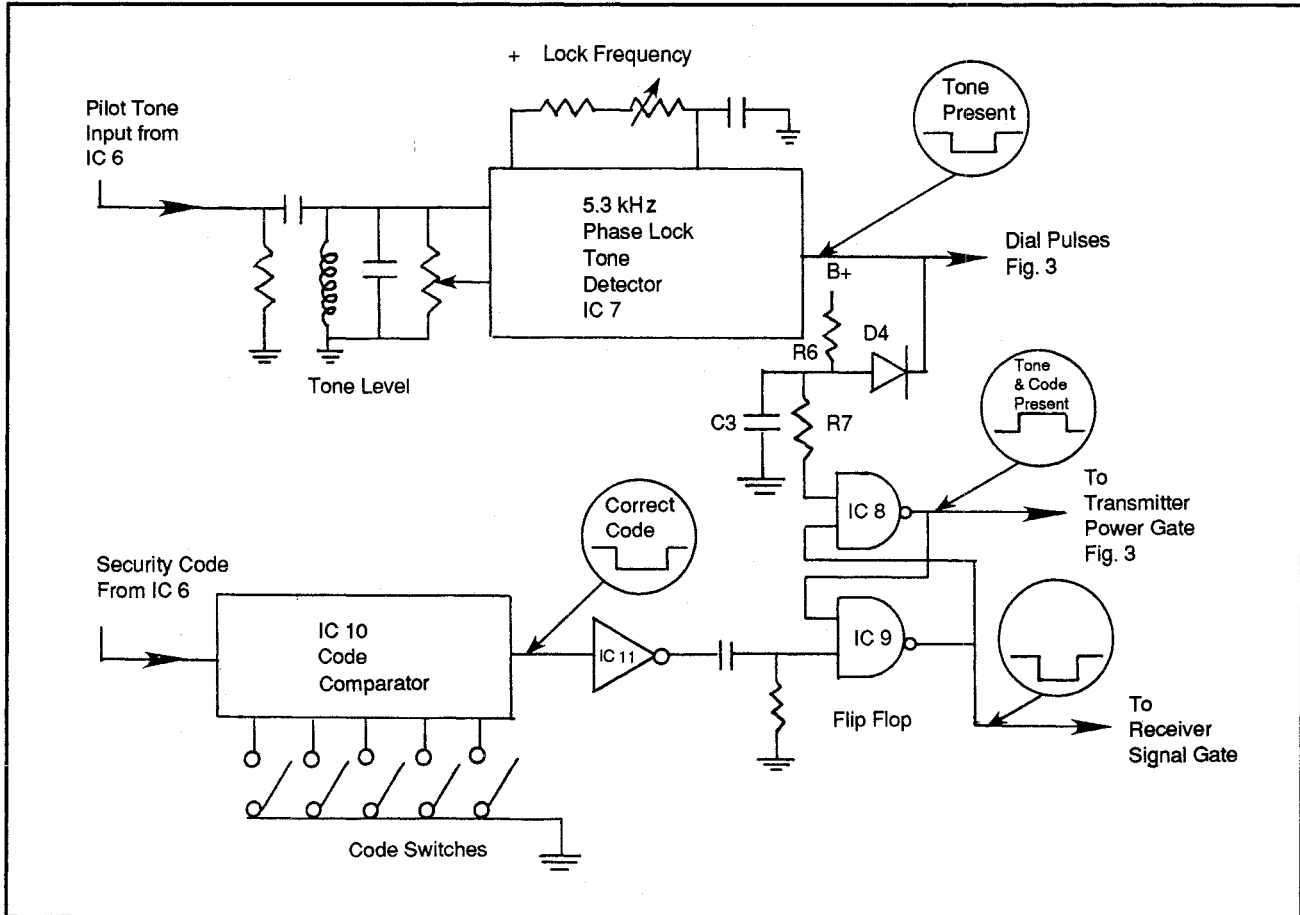 + Lock Frequency
Pilot Tone
Input from
IC 6
Tone
Present
5.3 kHz
Phase Lock
Tone
Detector
IC 7
Dial Pulses
Fig. 3
B+
R6
D4
Tone Level
C3
R7
Tone
& Code
Present
IC 8
To
Transmitter
Power Gate
Fig. 3
Correct
Code
Security Code
From IC 6
IC 10
Code
Comparator
IC 11
IC 9
Flip Flop
To
Receiver
Signal Gate
Code Switches